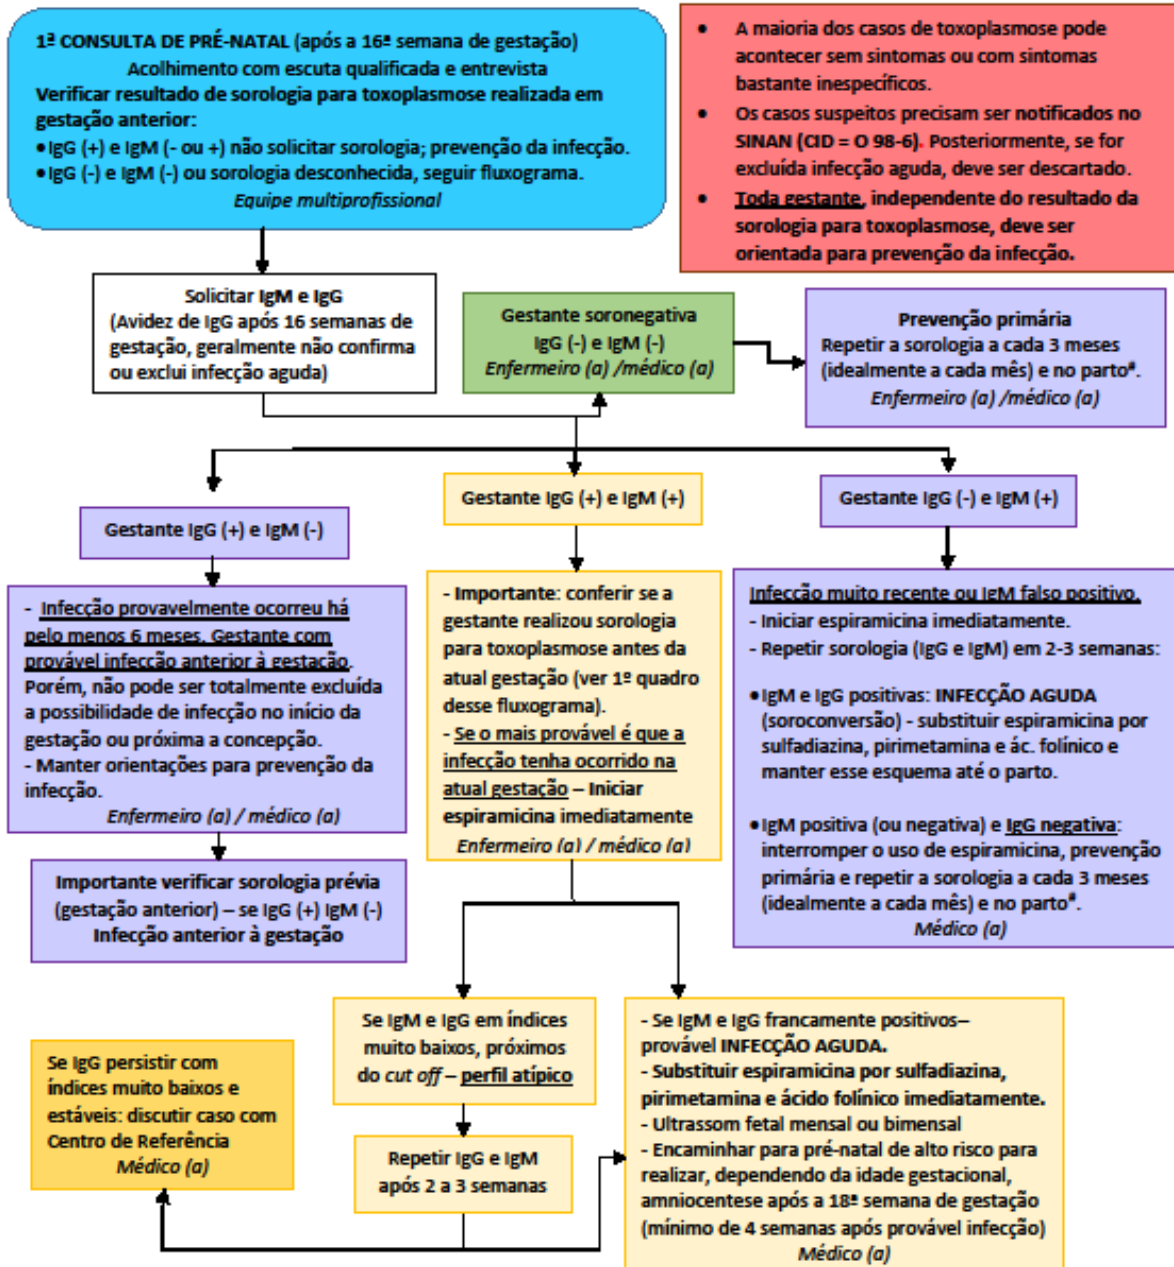 1ª CONSULTA DE PRÉ-NATAL (após a 16ª semana de gestação)
Acolhimento com escuta qualificada e entrevista
Verificar resultado de sorologia para toxoplasmose realizada em
gestação anterior:
•IgG (+) e IgM (- ou +) não solicitar sorologia; prevenção da infecção.
•IgG (-) e IgM (-) ou sorologia desconhecida, seguir fluxograma.
Equipe multiprofissional
• A maioria dos casos de toxoplasmose pode
acontecer sem sintomas ou com sintomas
bastante inespecíficos.
• Os casos suspeitos precisam ser notificados no
SINAN (CID = O 98-6). Posteriormente, se for
excluída infecção aguda, deve ser descartado.
• Toda gestante, independente do resultado da
sorologia para toxoplasmose, deve ser
orientada para prevenção da infecção.
Solicitar IgM e IgG
(Avidez de IgG após 16 semanas de
gestação, geralmente não confirma
ou exclui infecção aguda)
Gestante soronegativa
IgG (-) e IgM (-)
Enfermeiro (a) /médico (a)
Prevenção primária
Repetir a sorologia a cada 3 meses
(idealmente a cada mês) e no parto#.
Enfermeiro (a) /médico (a)
Gestante IgG (+) e IgM (-)
Gestante IgG (+) e IgM (+)
Gestante IgG (-) e IgM (+)
- Infecção provavelmente ocorreu há
pelo menos 6 meses. Gestante com
provável infecção anterior à gestação.
Porém, não pode ser totalmente excluída
a possibilidade de infecção no início da
gestação ou próxima a concepção.
- Manter orientações para prevenção da
infecção.
Enfermeiro (a) / médico (a)
- Importante: conferir se a
gestante realizou sorologia
para toxoplasmose antes da
atual gestação (ver 1º quadro
desse fluxograma).
- Se o mais provável é que a
infecção tenha ocorrido na
atual gestação – Iniciar
espiramicina imediatamente
Enfermeiro (a) / médico (a)
Infecção muito recente ou IgM falso positivo.
- Iniciar espiramicina imediatamente.
- Repetir sorologia (IgG e IgM) em 2-3 semanas:
•IgM e IgG positivas: INFECÇÃO AGUDA
(soroconversão) - substituir espiramicina por
sulfadiazina, pirimetamina e ác. folínico e
manter esse esquema até o parto.
•IgM positiva (ou negativa) e IgG negativa:
interromper o uso de espiramicina, prevenção
primária e repetir a sorologia a cada 3 meses
(idealmente a cada mês) e no parto#.
Médico (a)
Importante verificar sorologia prévia
(gestação anterior) – se IgG (+) IgM (-)
Infecção anterior à gestação
Se IgM e IgG em índices
muito baixos, próximos
do cut off – perfil atípico
- Se IgM e IgG francamente positivos–
provável INFECÇÃO AGUDA.
- Substituir espiramicina por sulfadiazina,
pirimetamina e ácido folínico imediatamente.
- Ultrassom fetal mensal ou bimensal
- Encaminhar para pré-natal de alto risco para
realizar, dependendo da idade gestacional,
amniocentese após a 18ª semana de gestação
(mínimo de 4 semanas após provável infecção)
Médico (a)
Se IgG persistir com
índices muito baixos e
estáveis: discutir caso com
Centro de Referência
Médico (a)
Repetir IgG e IgM
após 2 a 3 semanas